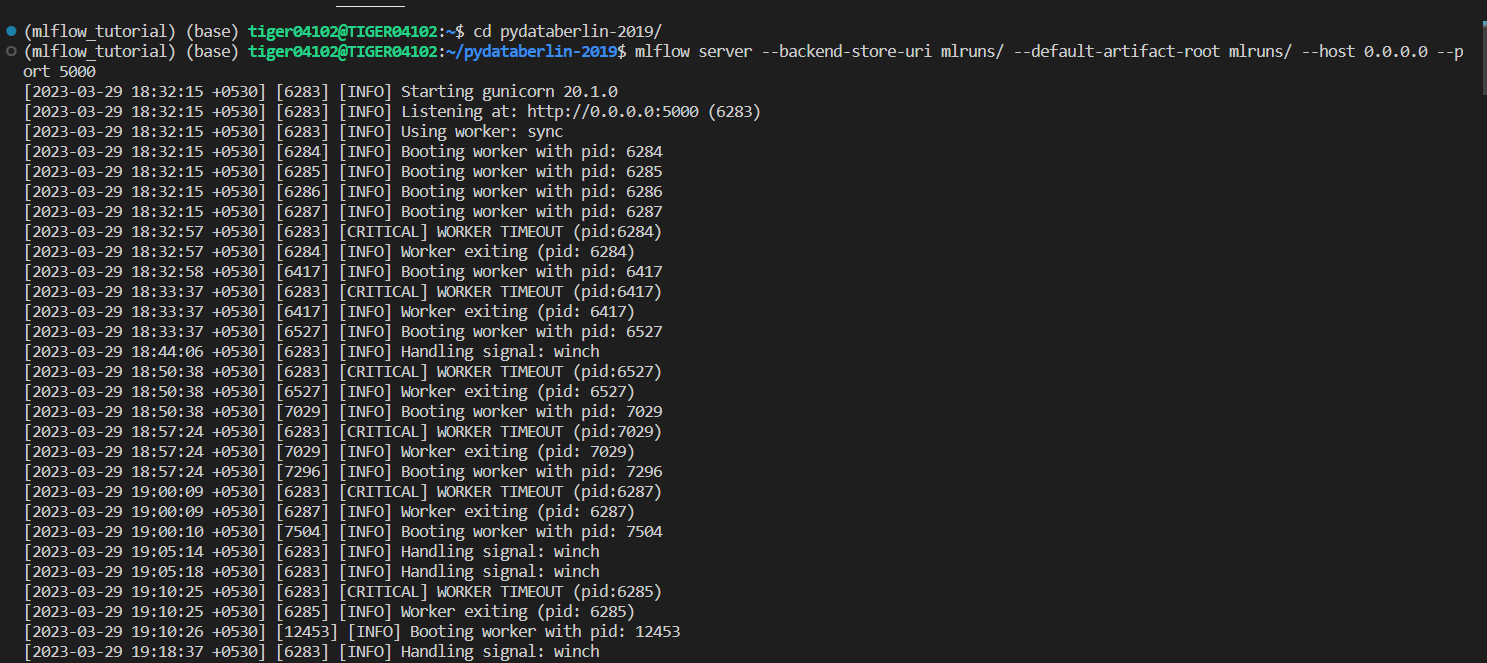 (mlflow_tutorial) (base) tiger04102@TIGER04102:~$ cd pydataberlin-2019/
(mlflow_tutorial) (base) tiger04102@TIGER04102:~/pydataberlin-2019$ mlflow server --backend-store-uri mlruns/ --default-artifact-root mlruns/ --host 0.0.0.0 --p
ort 5000
[2023-03-29 18:32:15 +0530] [6283] [INFO] Starting gunicorn 20.1.0
[2023-03-29 18:32:15 +0530] [6283] [INFO] Listening at: http://0.0.0.0:5000 (6283)
[2023-03-29 18:32:15 +0530] [6283] [INFO] Using worker: sync
[2023-03-29 18:32:15 +0530] [6284] [INFO] Booting worker with pid: 6284
[2023-03-29 18:32:15 +0530] [6285] [INFO] Booting worker with pid: 6285
[2023-03-29 18:32:15 +0530] [6286] [INFO] Booting worker with pid: 6286
[2023-03-29 18:32:15 +0530] [6287] [INFO] Booting worker with pid: 6287
[2023-03-29 18:32:57 +0530] [6283] [CRITICAL] WORKER TIMEOUT (pid:6284)
[2023-03-29 18:32:57 +0530] [6284] [INFO] Worker exiting (pid: 6284)
[2023-03-29 18:32:58 +0530] [6417] [INFO] Booting worker with pid: 6417
[2023-03-29 18:33:37 +0530] [6283] [CRITICAL] WORKER TIMEOUT (pid:6417)
[2023-03-29 18:33:37 +0530] [6417] [INFO] Worker exiting (pid: 6417)
[2023-03-29 18:33:37 +0530] [6527] [INFO] Booting worker with pid: 6527
[2023-03-29 18:44:06 +0530] [6283] [INFO] Handling signal: winch
[2023-03-29 18:50:38 +0530] [6283] [CRITICAL] WORKER TIMEOUT (pid:6527)
[2023-03-29 18:50:38 +0530] [6527] [INFO] Worker exiting (pid: 6527)
[2023-03-29 18:50:38 +0530] [7029] [INFO] Booting worker with pid: 7029
[2023-03-29 18:57:24 +0530] [6283] [CRITICAL] WORKER TIMEOUT (pid:7029)
[2023-03-29 18:57:24 +0530] [7029] [INFO] Worker exiting (pid: 7029)
[2023-03-29 18:57:24 +0530] [7296] [INFO] Booting worker with pid: 7296
[2023-03-29 19:00:09 +0530] [6283] [CRITICAL] WORKER TIMEOUT (pid:6287)
[2023-03-29 19:00:09 +0530] [6287] [INFO] Worker exiting (pid: 6287)
[2023-03-29 19:00:10 +0530] [7504] [INFO] Booting worker with pid: 7504
[2023-03-29 19:05:14 +0530] [6283] [INFO] Handling signal: winch
[2023-03-29 19:05:18 +0530] [6283] [INFO] Handling signal: winch
[2023-03-29 19:10:25 +0530] [6283] [CRITICAL] WORKER TIMEOUT (pid:6285)
[2023-03-29 19:10:25 +0530] [6285] [INFO] Worker exiting (pid: 6285)
[2023-03-29 19:10:26 +0530] [12453] [INFO] Booting worker with pid: 12453
[2023-03-29 19:18:37 +0530] [6283] [INFO] Handling signal: winch